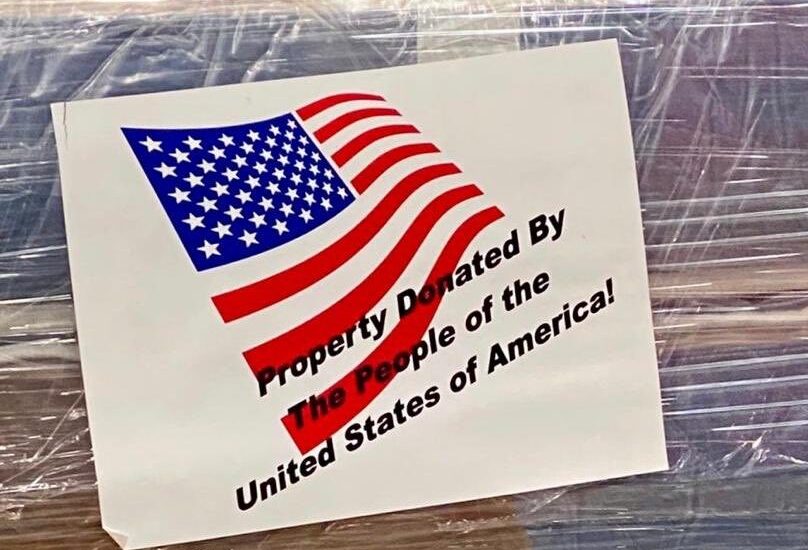 Property Donated By
The People of the
United States of America!